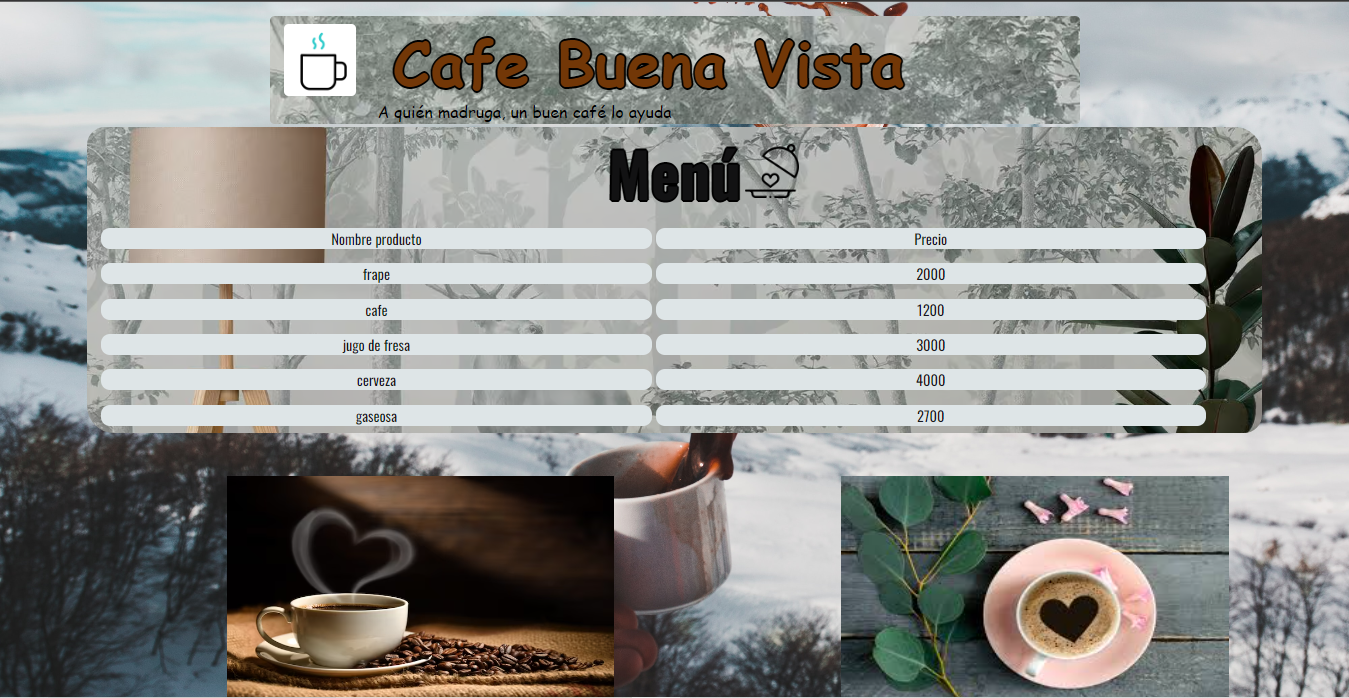 Cafe Buena Vista
A quién madruga, un buen café lo ayuda
Menú
Nombre producto Precio
frape 2000
cafe 1200
jugo de fresa 3000
cerveza 4000
gaseosa 2700